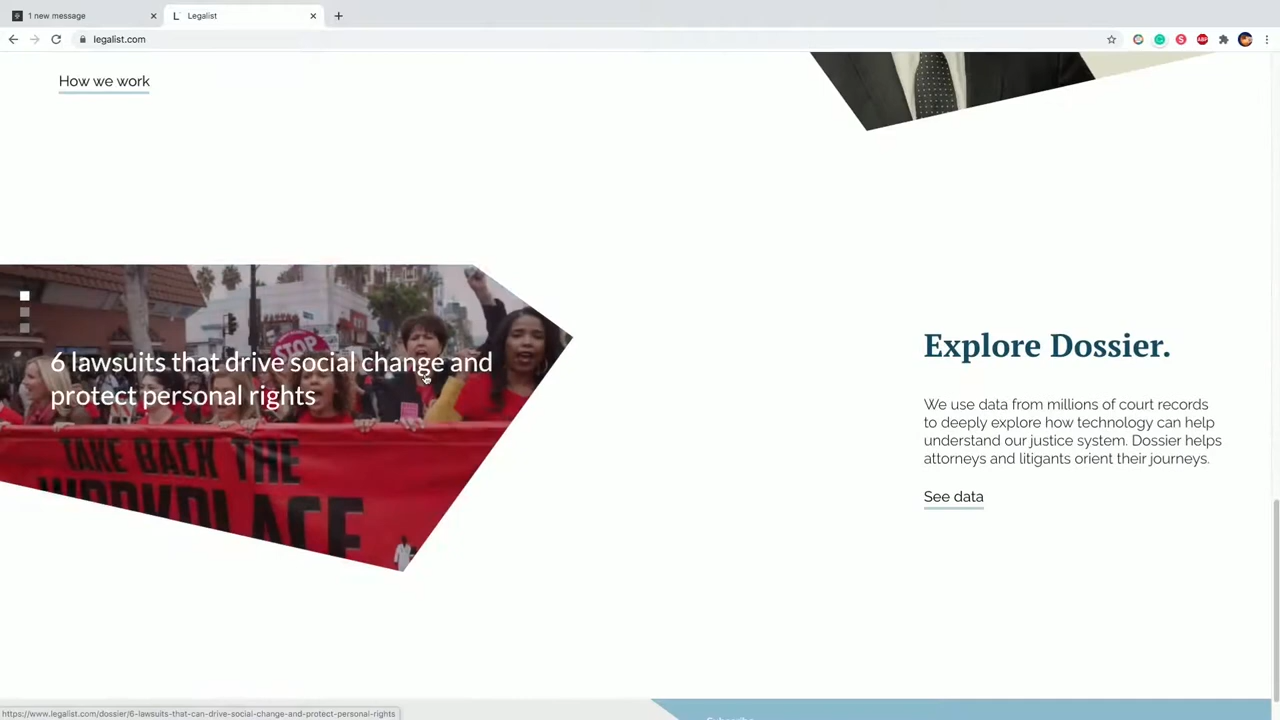 1 new message
Legalist
legalist.com
How we work
6 lawsuits that drive social change and
protect personal rights
STOP
TAKE BACK THE
WORKPLACE
Explore Dossier.
We use data from millions of court records
to deeply explore how technology can help
understand our justice system. Dossier helps
attorneys and litigants orient their journeys.
See data
Subscribe
https://www.legalist.com/dossier/6-lawsuits-that-can-drive-social-change-and-protect-personal-rights